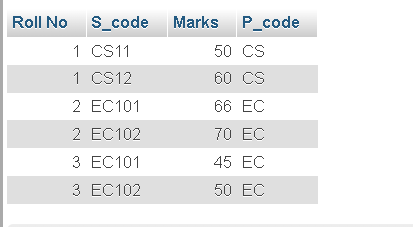 Roll No S_code Marks P_code
1 CS11 50 CS
1 CS12 60 CS
2 EC101 66 EC
2 EC102 70 EC
3 EC101 45 EC
3 EC102 50 EC